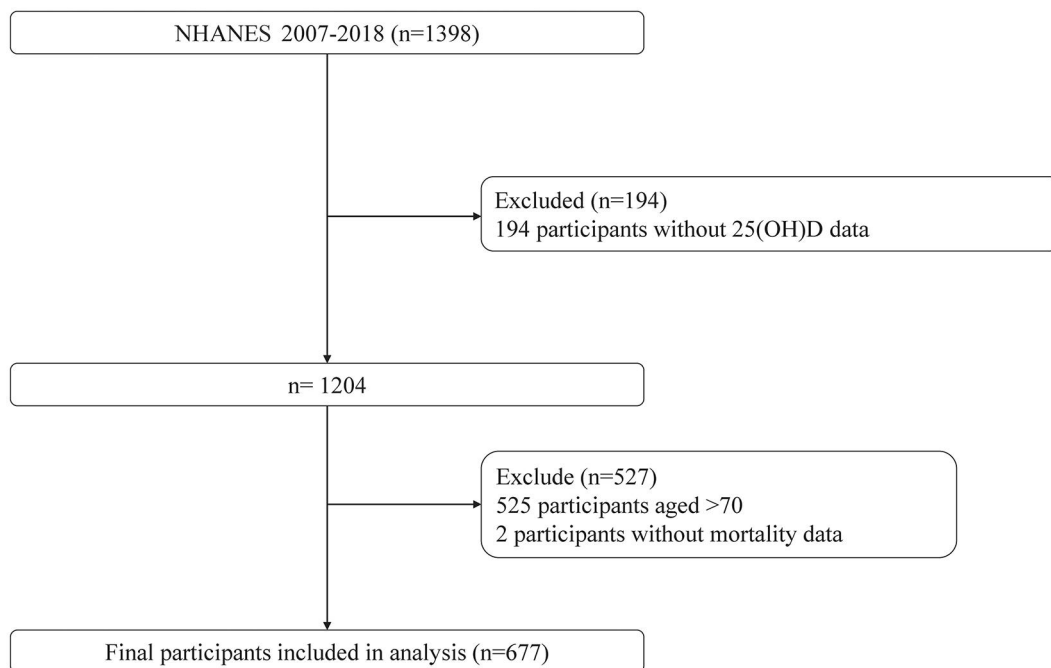 NHANES 2007-2018 (n=1398)
Excluded (n=194)
194 participants without 25(OH)D data
n= 1204
Exclude (n=527)
525 participants aged >70
2 participants without mortality data
Final participants included in analysis (n=677)